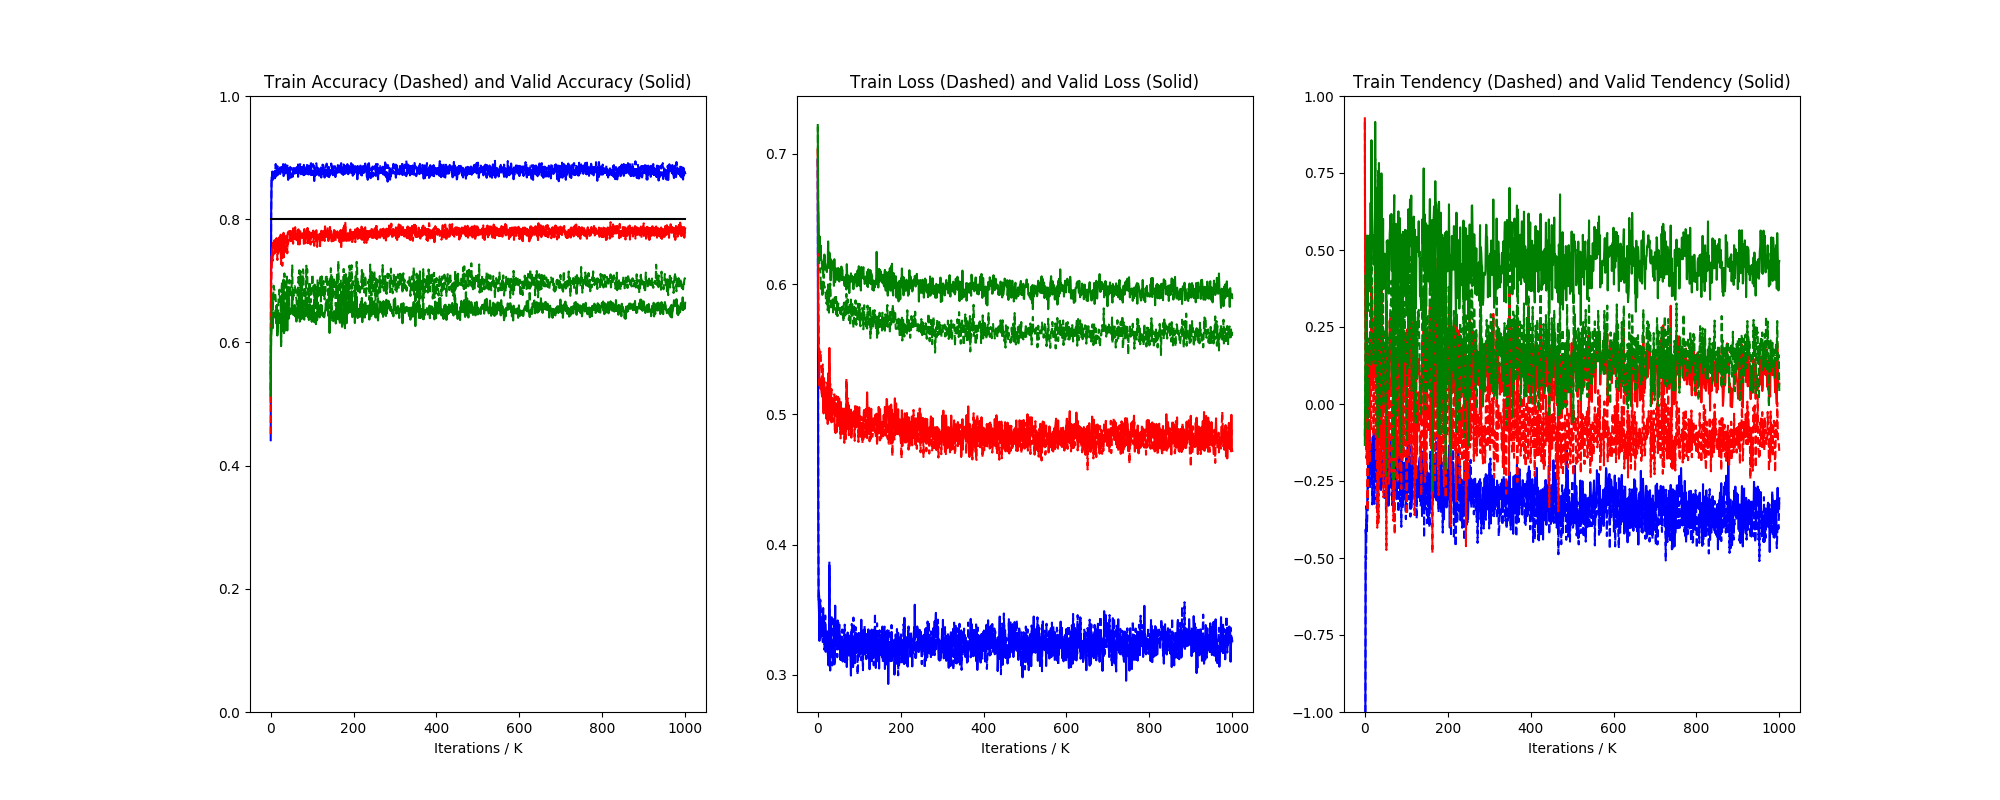 Train Accuracy (Dashed) and Valid Accuracy (Solid)
1.0
0.8
0.6
0.4
0.2
0.0
0 200 400 600 800 1000
Iterations / K
Train Loss (Dashed) and Valid Loss (Solid)
0.7
0.6
0.5
0.4
0.3
0 200 400 600 800 1000
Iterations / K
Train Tendency (Dashed) and Valid Tendency (Solid)
1.00
0.75
0.50
0.25
0.00
−0.25
−0.50
−0.75
−1.00
0 200 400 600 800 1000
Iterations / K